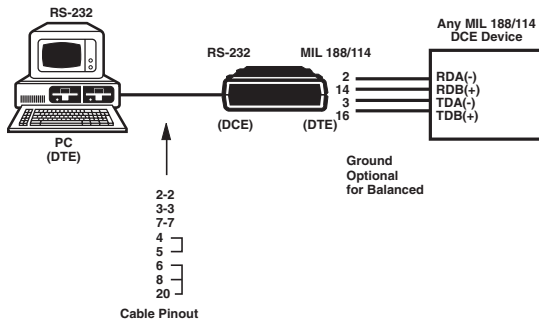 RS-232
PC
(DTE)
RS-232
MIL 188/114
(DCE)
(DTE)
2
14
3
16
Any MIL 188/114
DCE Device
RDA(-)
RDB(+)
TDA(-)
TDB(+)
Ground
Optional
for Balanced
2-2
3-3
7-7
4
5
6
8
20
Cable Pinout